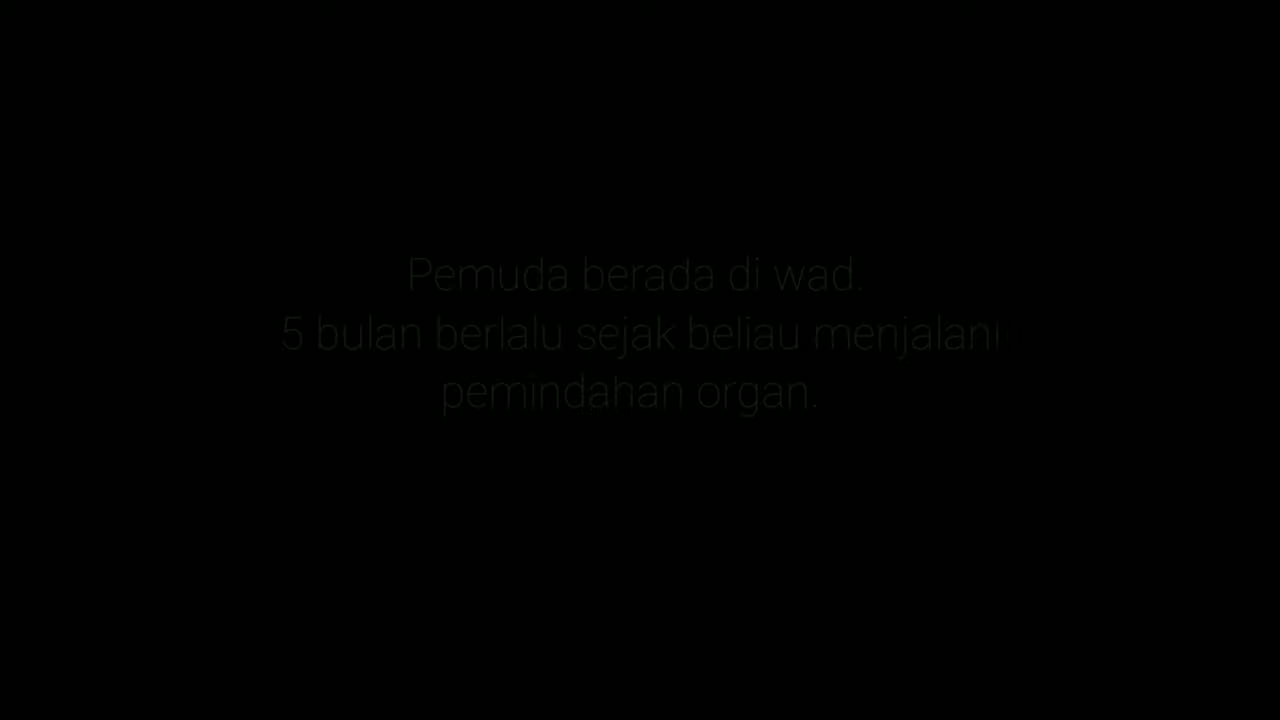 Pemuda berada di wad.
5 bulan berlalu sejak beliau menjalani
pemindahan organ.